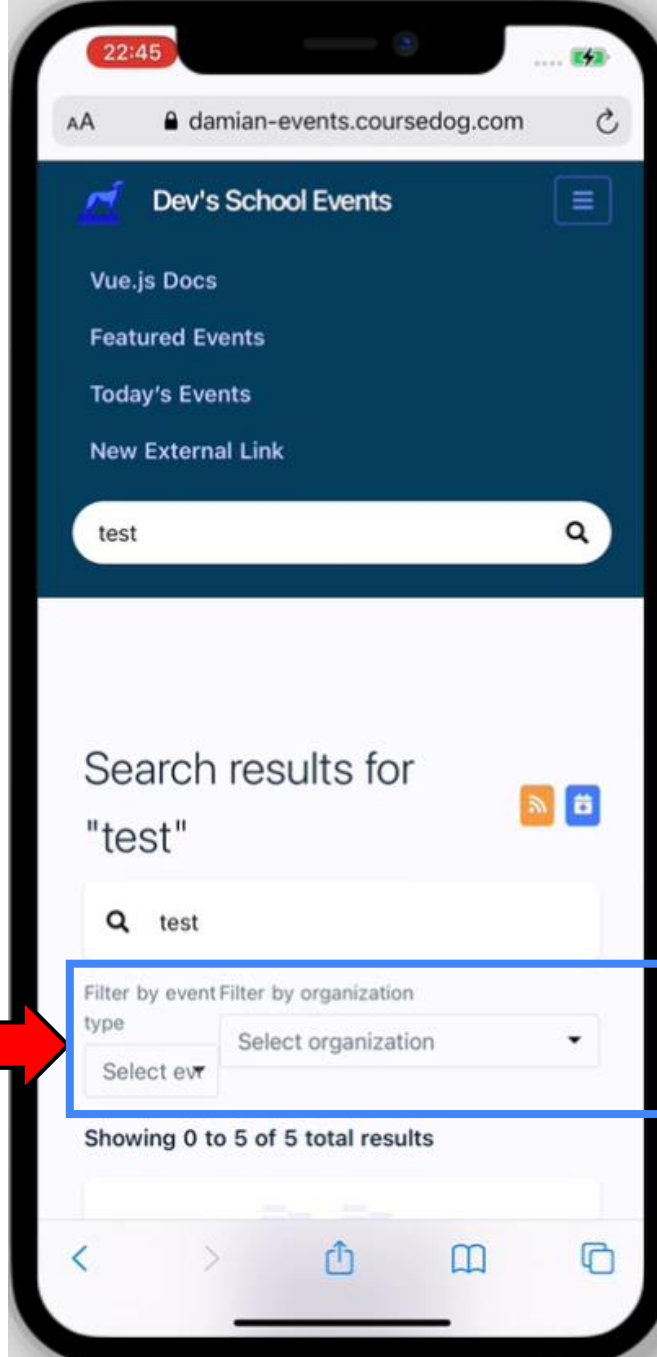 22:45
AA damian-events.coursedog.com
Dev's School Events
Vue.js Docs
Featured Events
Today's Events
New External Link
test
Search results for
"test"
test
Filter by event Filter by organization
type
Select organization
Select ev
Showing 0 to 5 of 5 total results